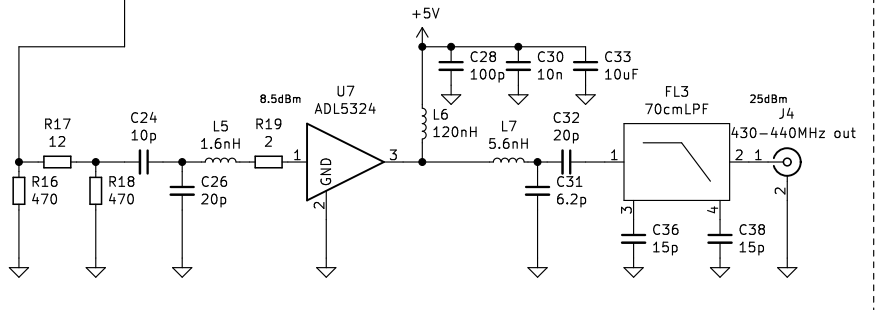 +5V
C28
100p
C30
10n
C33
10uF
U7
ADL5324
8.5dBm
FL3
70cmLPF
25dBm
J4
430-440MHz out
R17
12
C24
10p
L5
1.6nH
R19
2
L6
120nH
L7
5.6nH
C32
20p
1
GND
3
2
1
2
1
2
R16
470
R18
470
C26
20p
C31
6.2p
3
4
C36
15p
C38
15p